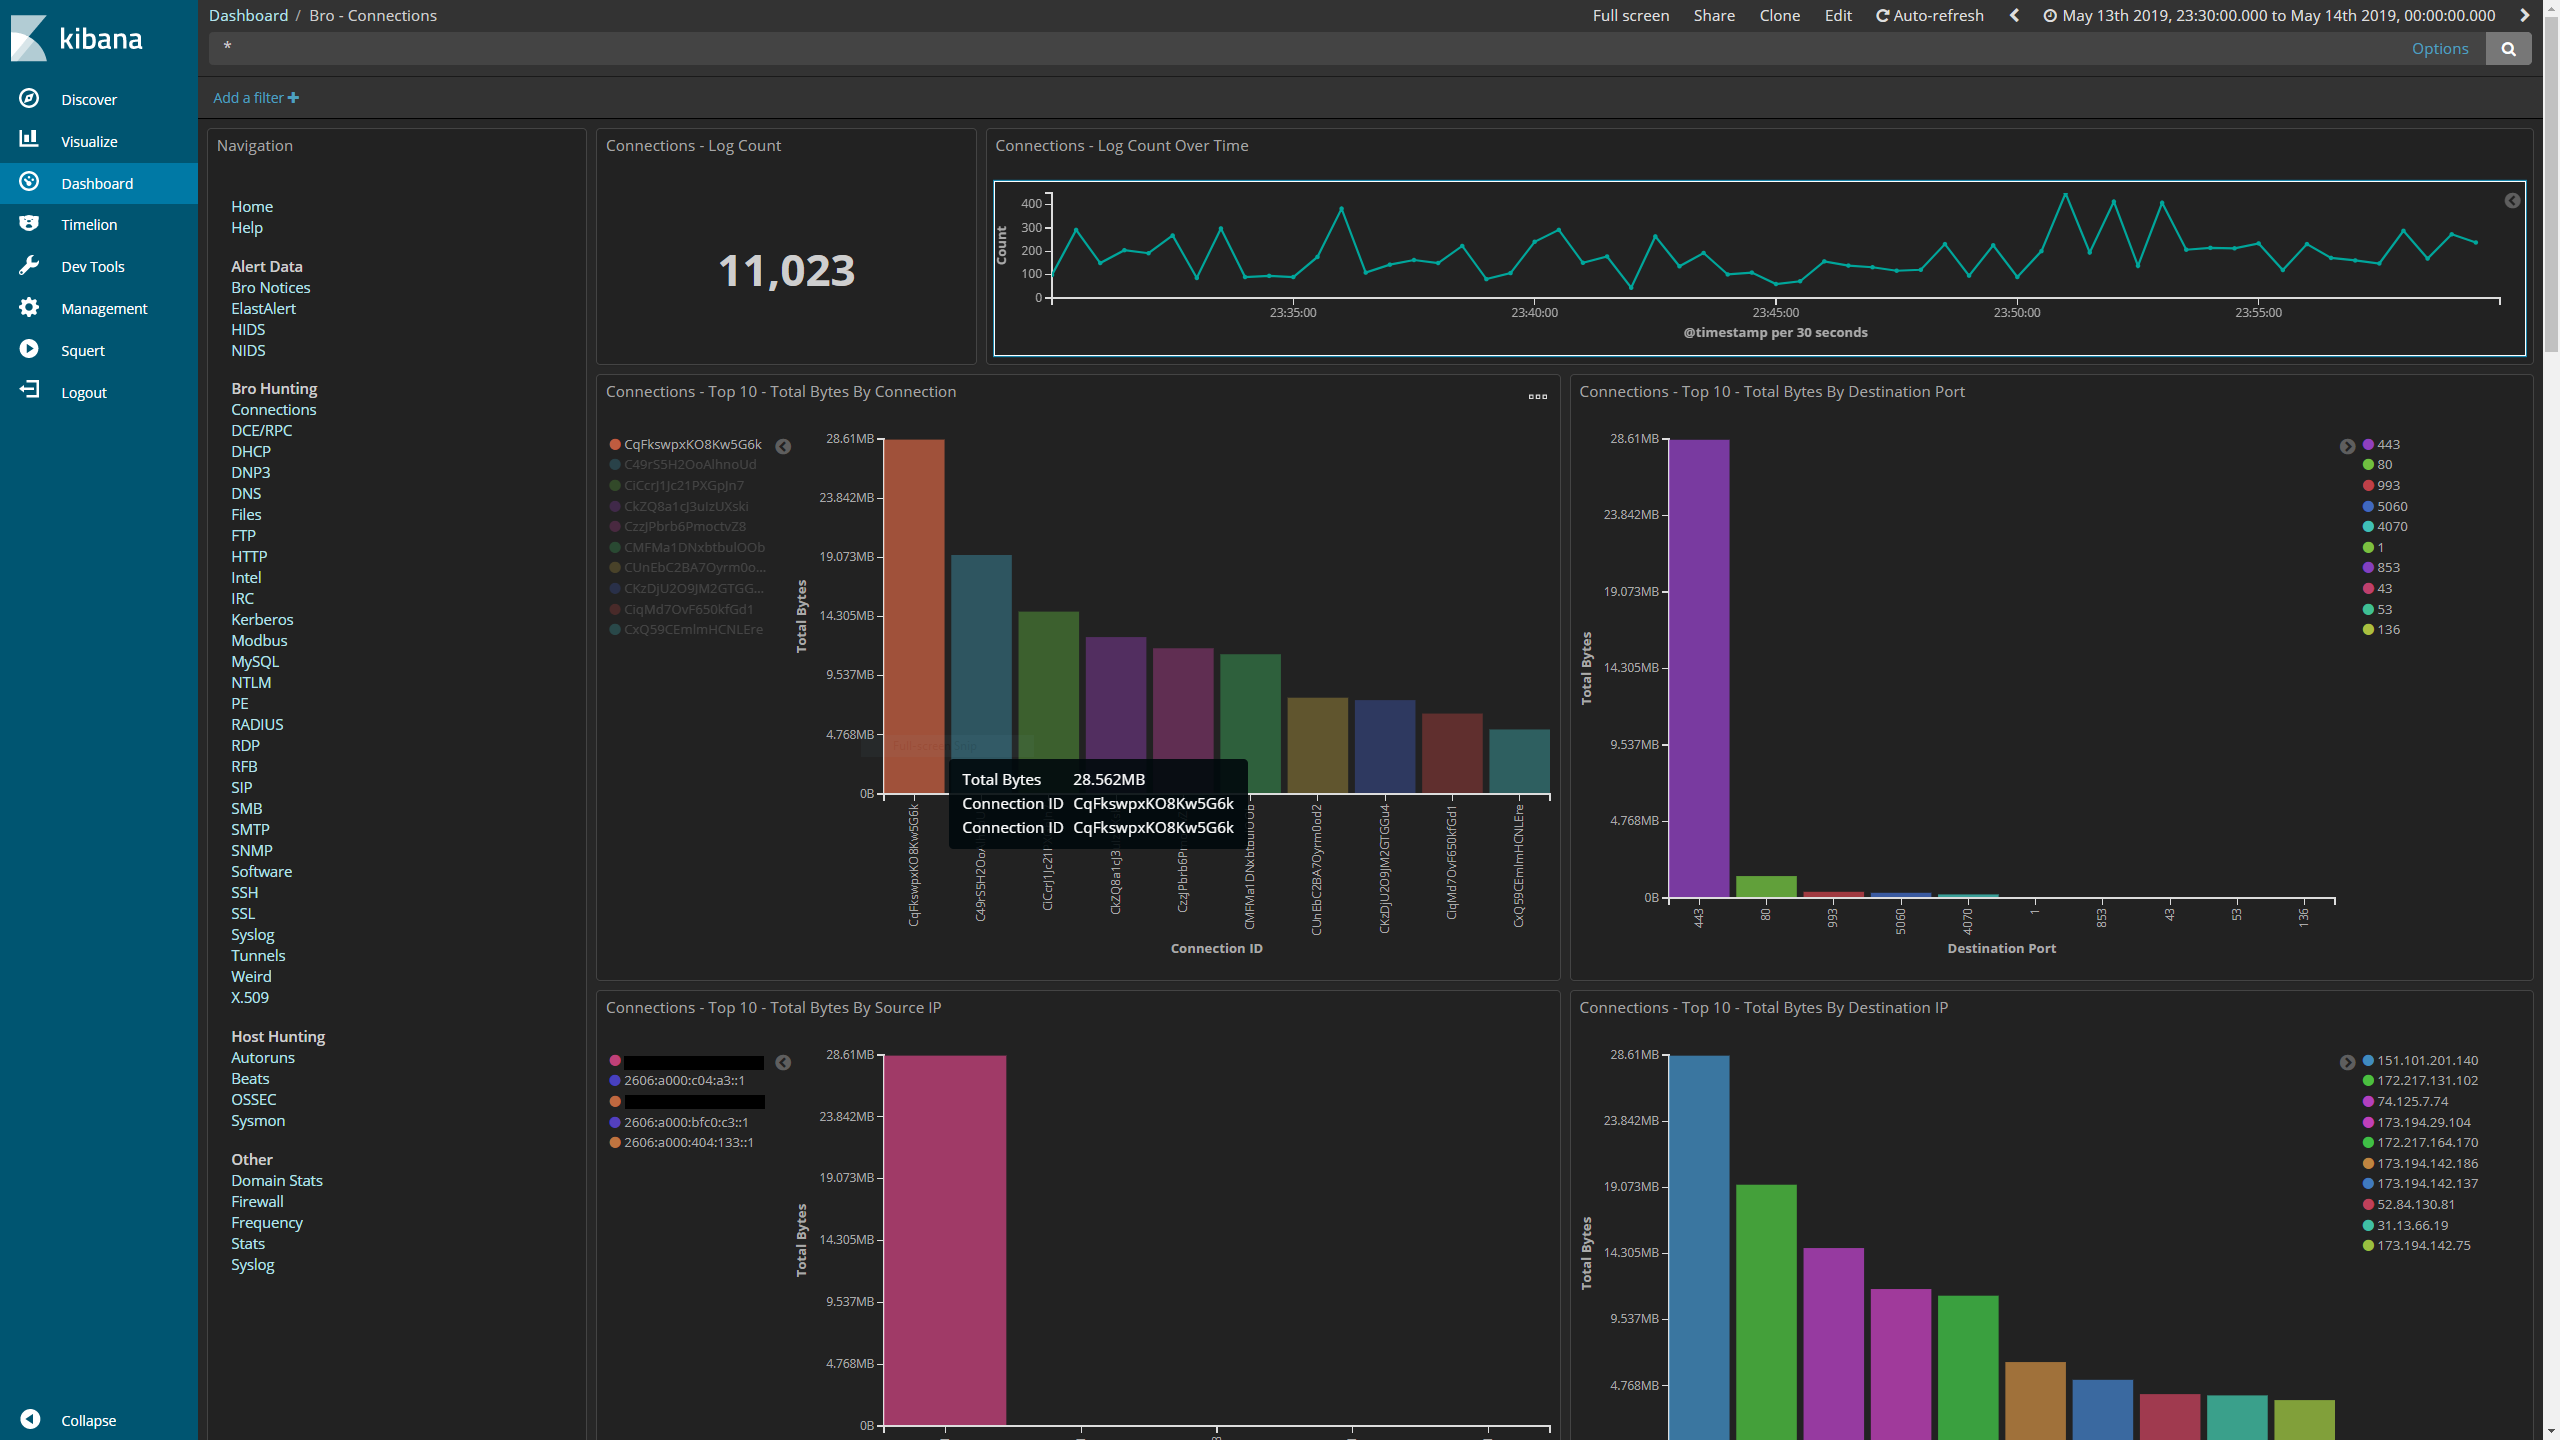 kibana
Discover
Visualize
Dashboard
Timelion
Dev Tools
Management
Squert
Logout
Collapse
Dashboard / Bro - Connections
Full screen Share Clone Edit Auto-refresh May 13th 2019, 23:30:00.000 to May 14th 2019, 00:00:00.000
*
Options
Add a filter
Navigation
Home
Help
Alert Data
Bro Notices
ElastAlert
HIDS
NIDS
Bro Hunting
Connections
DCE/RPC
DHCP
DNP3
DNS
Files
FTP
HTTP
Intel
IRC
Kerberos
Modbus
MySQL
NTLM
PE
RADIUS
RDP
RFB
SIP
SMB
SMTP
SNMP
Software
SSH
SSL
Syslog
Tunnels
Weird
X.509
Host Hunting
Autoruns
Beats
OSSEC
Sysmon
Other
Domain Stats
Firewall
Frequency
Stats
Syslog
Connections - Log Count
11,023
Connections - Log Count Over Time
Count
400
300
200
100
0
23:35:00 23:40:00 23:45:00 23:50:00 23:55:00
@timestamp per 30 seconds
Connections - Top 10 - Total Bytes By Connection
CqFkswpxKO8Kw5G6k
C49rS5H2OoAlhnoUd
CiCcrJ1Jc21PXGpJn7
CkZQ8a1cJ3uIzUXski
CzzJPbrb6PmoctvZ8
CMFMa1DNxbtbulOOb
CUnEbC2BA7Oyrm0o...
CKzDjU2O9JM2GTGG...
CiqMd7OvF650kfGd1
CxQ59CEmlmHCNLEre
Total Bytes
28.61MB
23.842MB
19.073MB
14.305MB
9.537MB
4.768MB
0B
Total Bytes 28.562MB
Connection ID CqFkswpxKO8Kw5G6k
Connection ID CqFkswpxKO8Kw5G6k
CqFkswpxKO8Kw5G6k
CUnEbC2BA7Oyrm0od2
CKzDjU2O9JM2GTGGu4
CiqMd7OvF650kfGd1
CxQ59CEmlmHCNLEre
Connection ID
Connections - Top 10 - Total Bytes By Destination Port
Total Bytes
28.61MB
23.842MB
19.073MB
14.305MB
9.537MB
4.768MB
0B
443 80 993 5060 4070 1 853 43 53 136
Destination Port
443
80
993
5060
4070
1
853
43
53
136
Connections - Top 10 - Total Bytes By Source IP
2606:a000:c04:a3::1
2606:a000:bfc0:c3::1
2606:a000:404:133::1
Total Bytes
28.61MB
23.842MB
19.073MB
14.305MB
9.537MB
4.768MB
0B
Connections - Top 10 - Total Bytes By Destination IP
Total Bytes
28.61MB
23.842MB
19.073MB
14.305MB
9.537MB
4.768MB
151.101.201.140
172.217.131.102
74.125.7.74
173.194.29.104
172.217.164.170
173.194.142.186
173.194.142.137
52.84.130.81
31.13.66.19
173.194.142.75